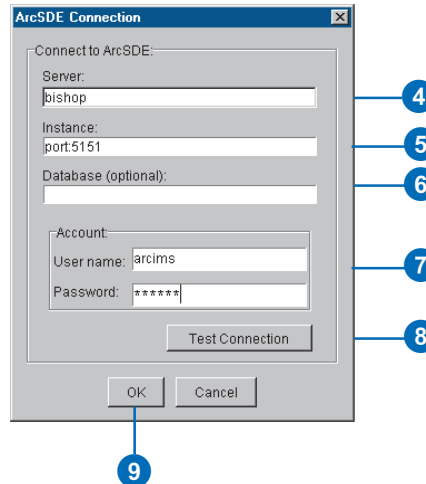 ArcSDE Connection
Connect to ArcSDE:
Server:
bishop
4
Instance:
port:5151
5
Database (optional):
6
Account:
User name: arcims
7
Password: ******
Test Connection
8
OK Cancel
9